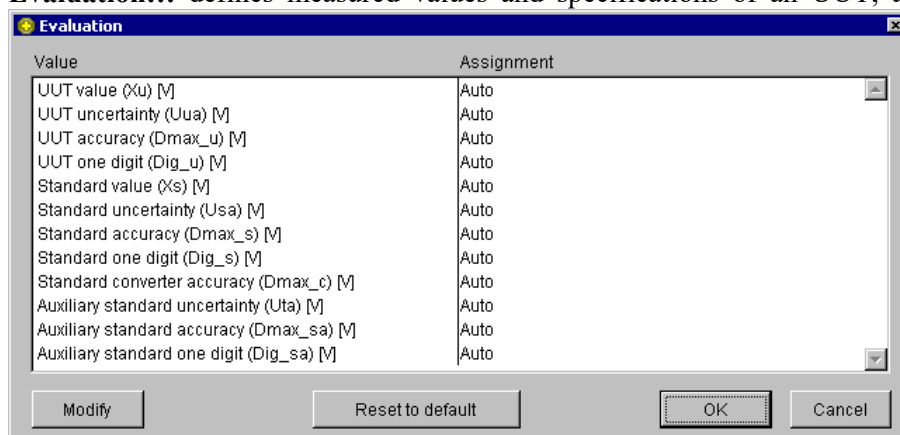 Evaluation... defines measured values and specifications of an UUT, t
Evaluation
Value Assignment
UUT value (Xu) [V] Auto
UUT uncertainty (Uua) [V] Auto
UUT accuracy (Dmax_u) [V] Auto
UUT one digit (Dig_u) [V] Auto
Standard value (Xs) [V] Auto
Standard uncertainty (Usa) [V] Auto
Standard accuracy (Dmax_s) [V] Auto
Standard one digit (Dig_s) [V] Auto
Standard converter accuracy (Dmax_c) [V] Auto
Auxiliary standard uncertainty (Uta) [V] Auto
Auxiliary standard accuracy (Dmax_sa) [V] Auto
Auxiliary standard one digit (Dig_sa) [V] Auto
Modify Reset to default OK Cancel